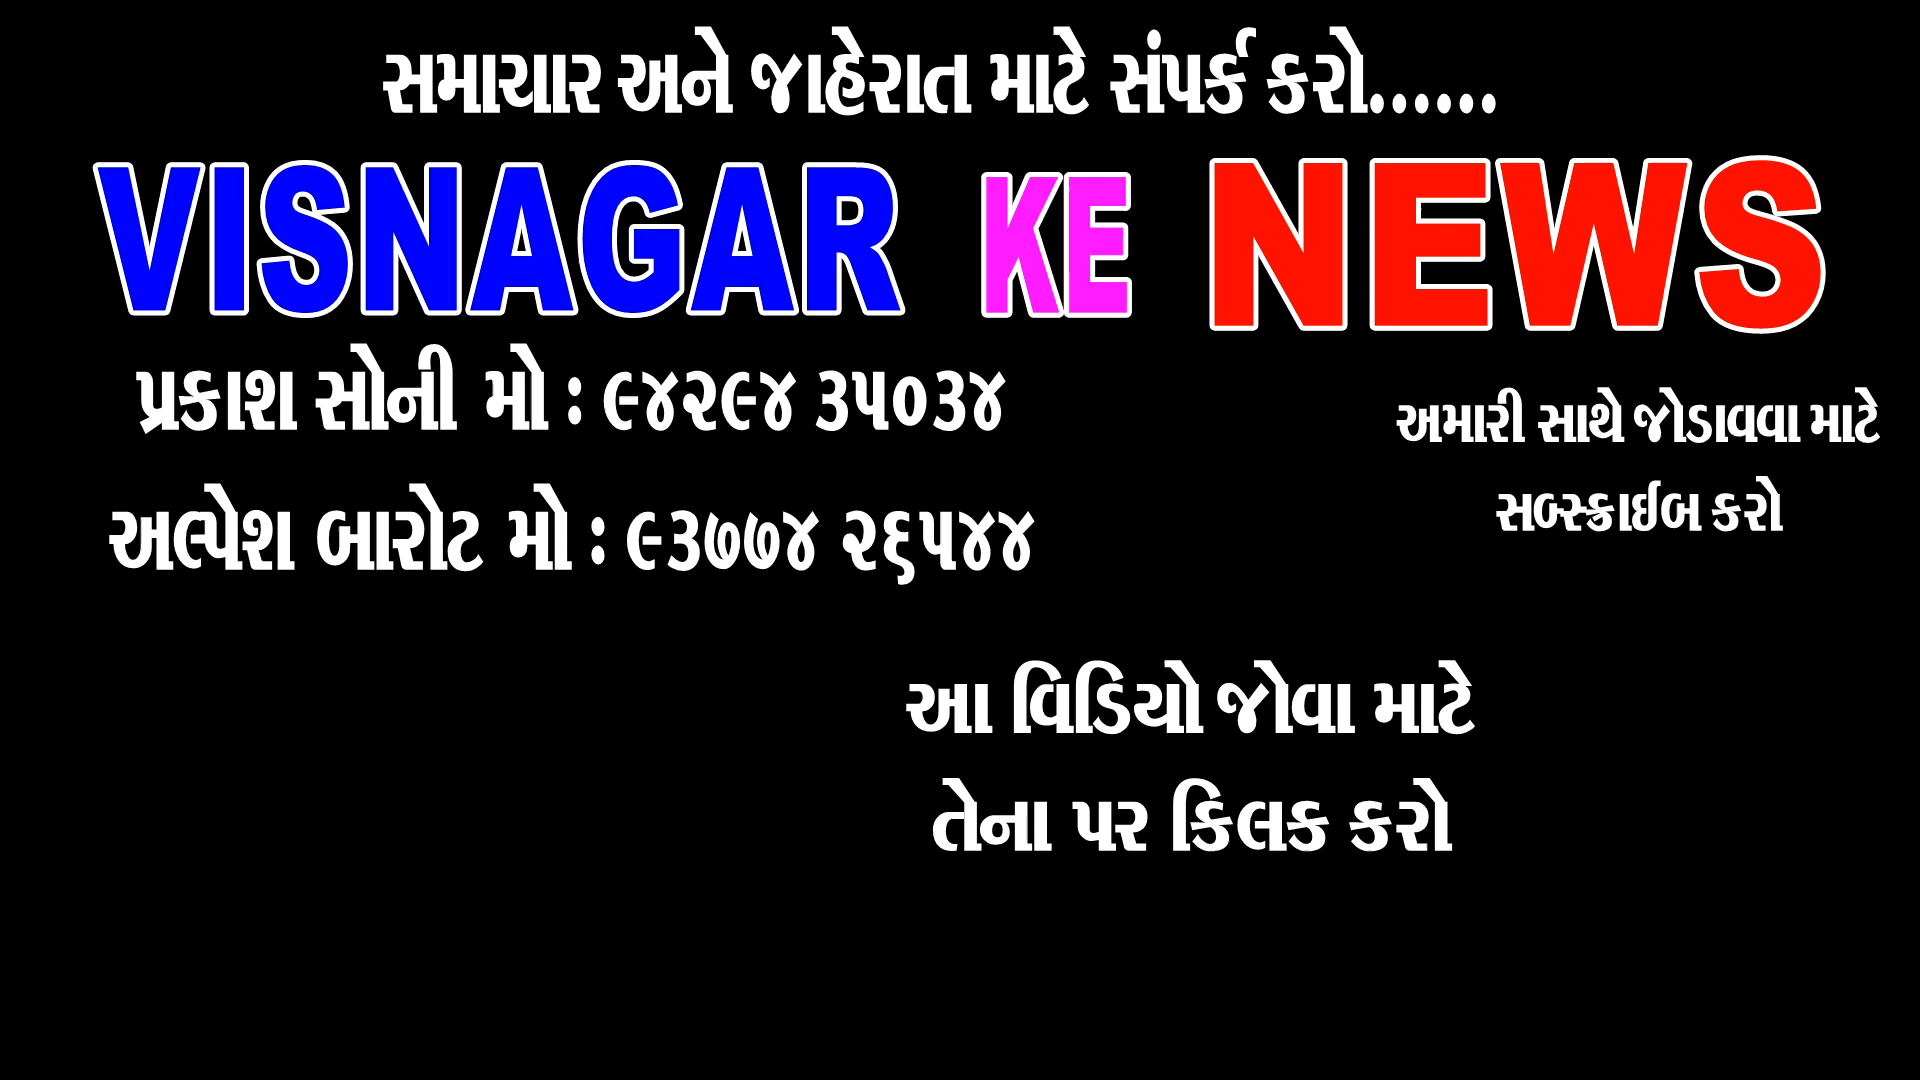 સમાચાર અને જાહેરાત માટે સંપર્ક કરો......
VISNAGAR KE NEWS
પ્રકાશ સોની મો : ૯૪૨૯૪ ૩૫૦૩૪
અલ્પેશ બારોટ મો : ૯૩૭૭૪ ૨૬૫૪૪
અમારી સાથે જોડાવવા માટે
સબ્સ્ક્રાઈબ કરો
આ વિડિયો જોવા માટે
તેના પર કિલક કરો